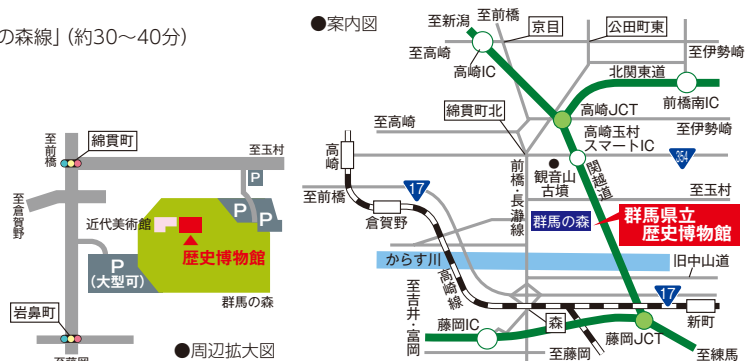 の森線」(約30〜40分)
至前橋
綿貫町
至玉村
至倉賀野
P
P
P
近代美術館
歴史博物館
P
(大型可)
群馬の森
岩鼻町
●周辺拡大図
●案内図
至新潟
至前橋
京目
公田町東
至高崎
至伊勢崎
高崎IC
北関東道
前橋南IC
綿貫町北
高崎JCT
至伊勢崎
至高崎
高崎玉村
スマートIC
高崎
354
観音山
古墳
関越道
至前橋
17
前橋・長瀞線
至玉村
倉賀野
群馬の森
群馬県立
歴史博物館
からす川
高崎線
旧中山道
17
至吉井・富岡
森
新町
藤岡IC
藤岡JCT
至藤岡
至練馬